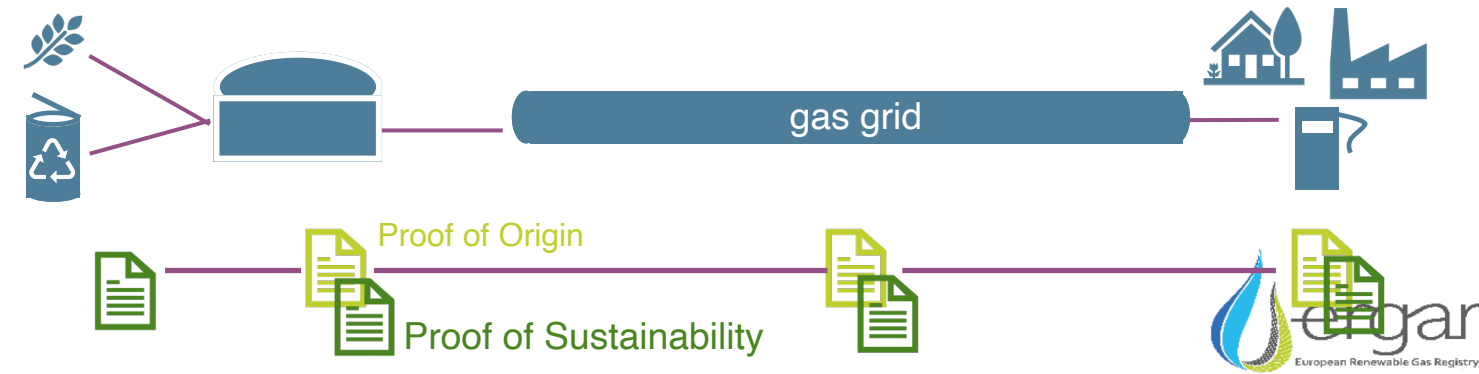 gas grid
Proof of Origin
Proof of Sustainability
ergar
European Renewable Gas Registry